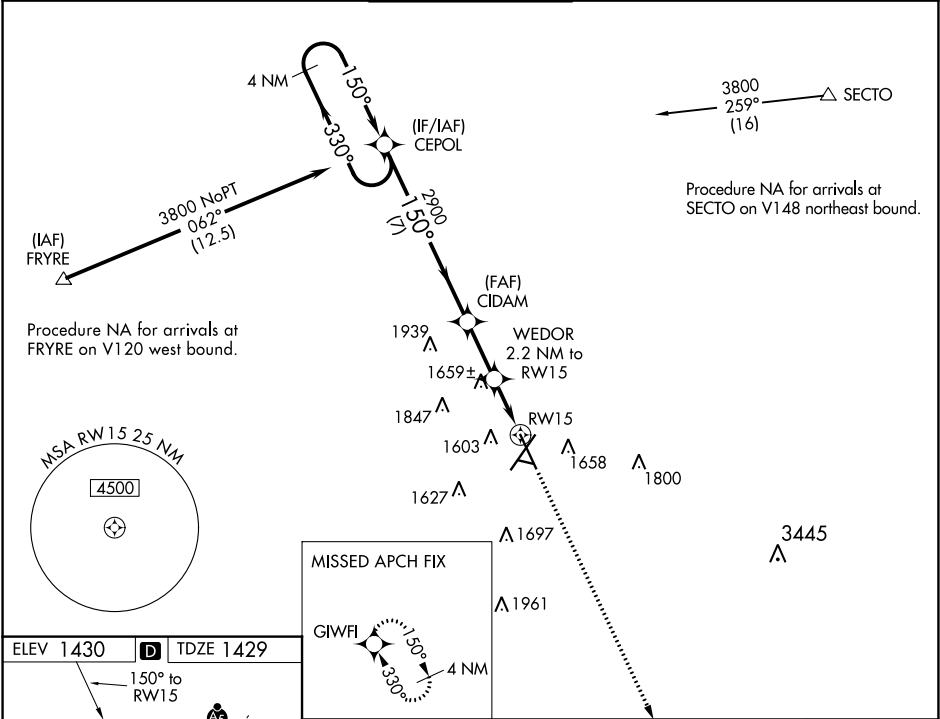 4 NM
150°
330°
(IF/IAF)
CEPOL
3800
259°
(16)
SECTO
Procedure NA for arrivals at
SECTO on V148 northeast bound.
3800 NoPT
062°
(12.5)
(IAF)
FRYRE
2900
150°
(7)
Procedure NA for arrivals at
FRYRE on V120 west bound.
(FAF)
CIDAM
1939
WEDOR
2.2 NM to
RW15
1659±
1847
RW15
1603
1658
1800
1627
1697
3445
1961
MSA RW15 25 NM
4500
MISSED APCH FIX
GIWFI
150°
330°
4 NM
ELEV 1430
D
TDZE 1429
150° to
RW15